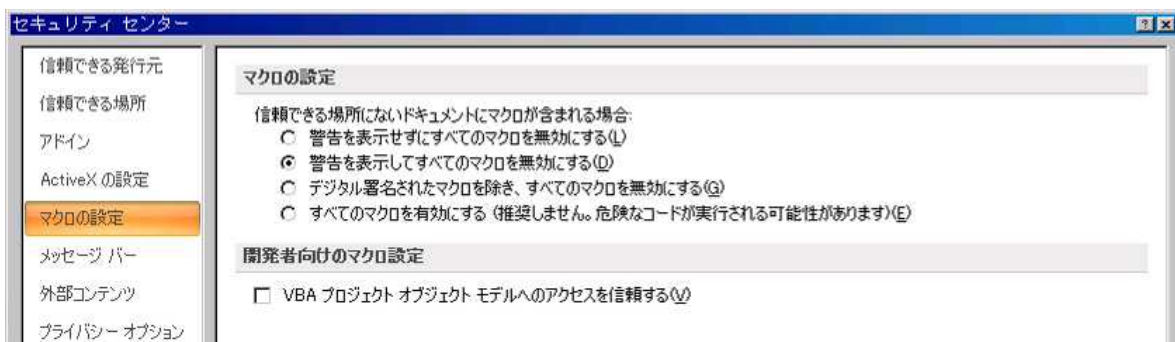 セキュリティ センター
信頼できる発行元
信頼できる場所
アドイン
ActiveX の設定
マクロの設定
メッセージ バー
外部コンテンツ
プライバシー オプション
マクロの設定
信頼できる場所にないドキュメントにマクロが含まれる場合:
警告を表示せずにすべてのマクロを無効にする(L)
警告を表示してすべてのマクロを無効にする(D)
デジタル署名されたマクロを除き、すべてのマクロを無効にする(G)
すべてのマクロを有効にする (推奨しません。危険なコードが実行される可能性があります)(E)
開発者向けのマクロ設定
VBA プロジェクト オブジェクト モデルへのアクセスを信頼する(V)